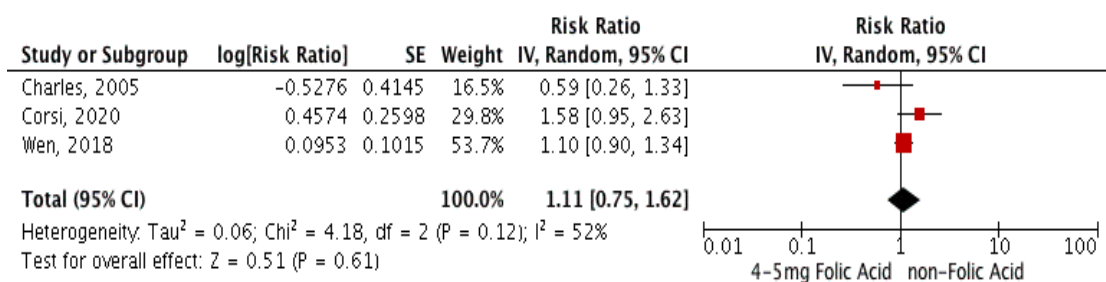 Risk Ratio Risk Ratio
Study or Subgroup log[Risk Ratio] SE Weight IV, Random, 95% CI IV, Random, 95% CI
Charles, 2005 -0.5276 0.4145 16.5% 0.59 [0.26, 1.33]
Corsi, 2020 0.4574 0.2598 29.8% 1.58 [0.95, 2.63]
Wen, 2018 0.0953 0.1015 53.7% 1.10 [0.90, 1.34]
Total (95% CI) 100.0% 1.11 [0.75, 1.62]
Heterogeneity: Tau² = 0.06; Chi² = 4.18, df = 2 (P = 0.12); I² = 52%
Test for overall effect: Z = 0.51 (P = 0.61)
0.01 0.1 1 10 100
4-5mg Folic Acid non-Folic Acid